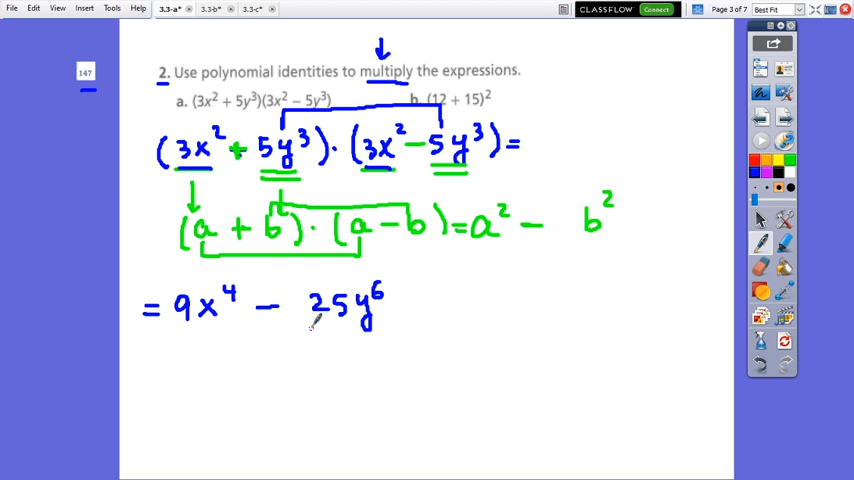 File Edit View Insert Tools Help 3.3-a* 3.3-b* 3.3-c* CLASSFLOW Connect Page 3 of 7 Best Fit
147
2. Use polynomial identities to multiply the expressions.
a. (3x² + 5y³)(3x² − 5y³) b. (12 + 15)²
(3x² + 5y³) · (3x² − 5y³) =
(a + b) · (a − b) = a² − b²
= 9x⁴ − 25y⁶